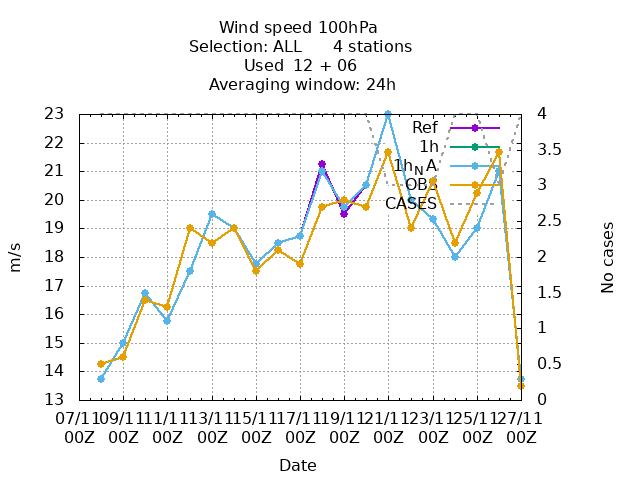 Wind speed 100hPa
Selection: ALL 4 stations
Used 12 + 06
Averaging window: 24h
23 4
22 3.5
21 3
20 2.5
19 2
18 1.5
17 1
16 0.5
15 0
14
13
Ref
1h
1h_N A
OBS
CASES
m/s
No cases
07/11 09/11 11/11 13/11 15/11 17/11 19/11 21/11 23/11 25/11 27/11
00Z 00Z 00Z 00Z 00Z 00Z 00Z 00Z 00Z 00Z 00Z
Date